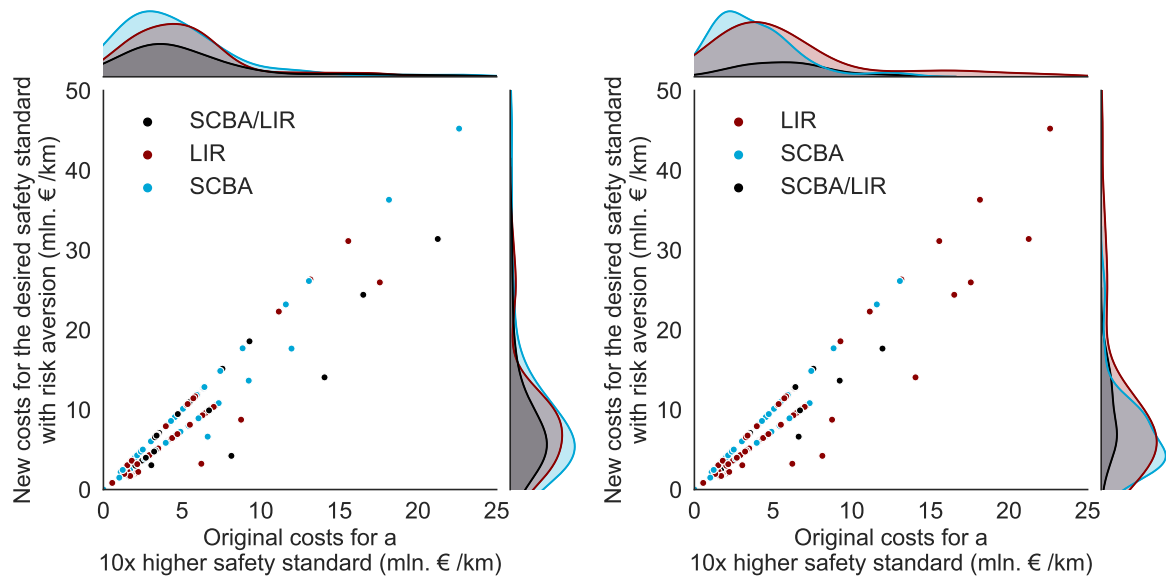 New costs for the desired safety standard
with risk aversion (mln. € /km)
50
40
30
20
10
0
SCBA/LIR
LIR
SCBA
0
5
10
15
20
25
Original costs for a
10x higher safety standard (mln. € /km)
New costs for the desired safety standard
with risk aversion (mln. € /km)
50
40
30
20
10
0
LIR
SCBA
SCBA/LIR
0
5
10
15
20
25
Original costs for a
10x higher safety standard (mln. € /km)